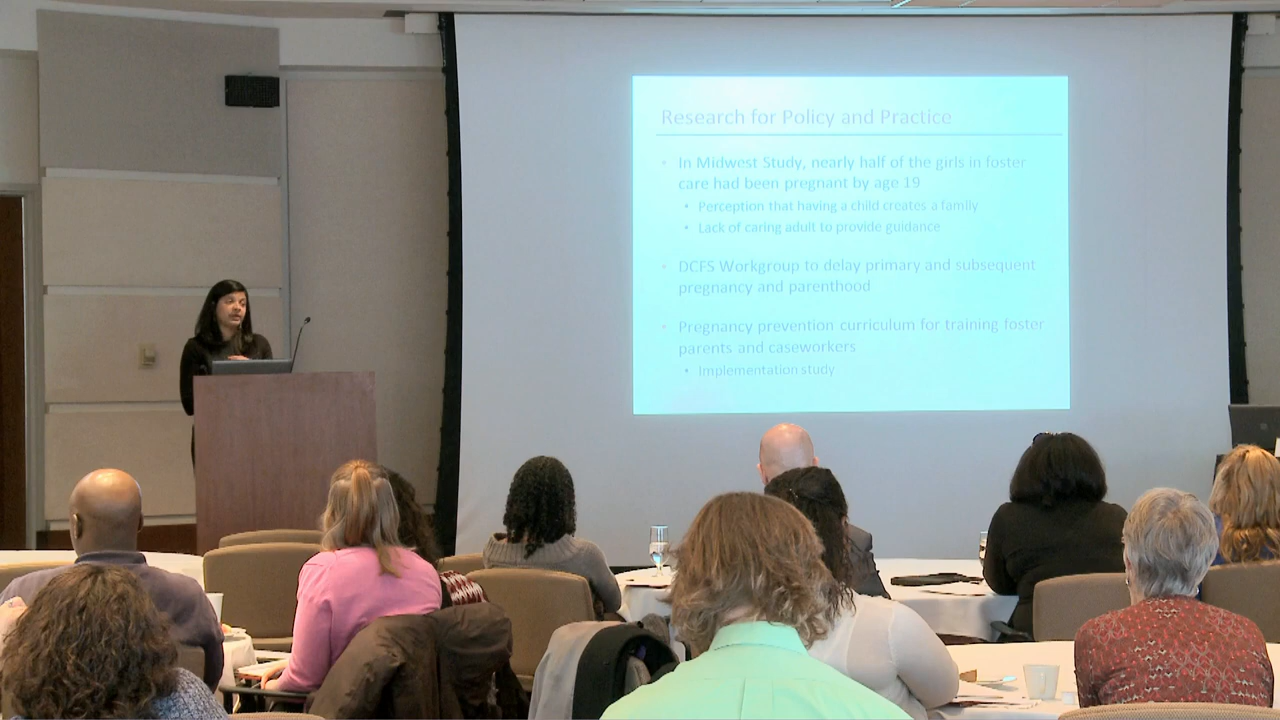 Research for Policy and Practice
• In Midwest Study, nearly half of the girls in foster
care had been pregnant by age 19
• Perception that having a child creates a family
• Lack of caring adult to provide guidance
• DCFS Workgroup to delay primary and subsequent
pregnancy and parenthood
• Pregnancy prevention curriculum for training foster
parents and caseworkers
• Implementation study